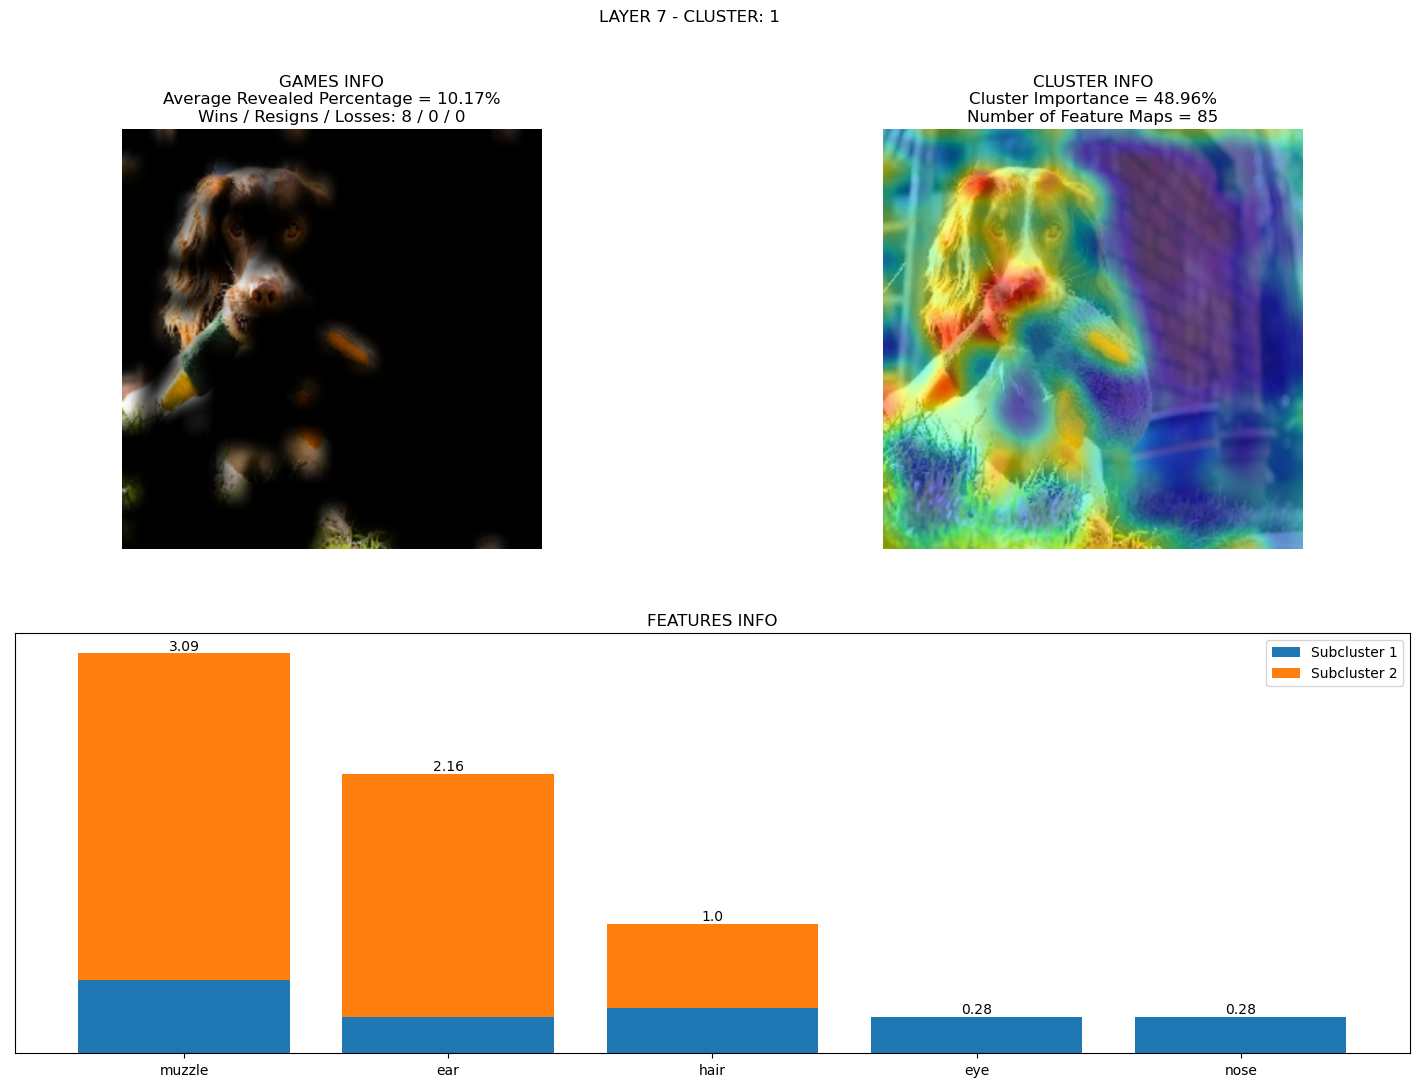 LAYER 7 - CLUSTER: 1
GAMES INFO
Average Revealed Percentage = 10.17%
Wins / Resigns / Losses: 8 / 0 / 0
CLUSTER INFO
Cluster Importance = 48.96%
Number of Feature Maps = 85
FEATURES INFO
Subcluster 1
Subcluster 2
3.09
2.16
1.0
0.28
0.28
muzzle
ear
hair
eye
nose